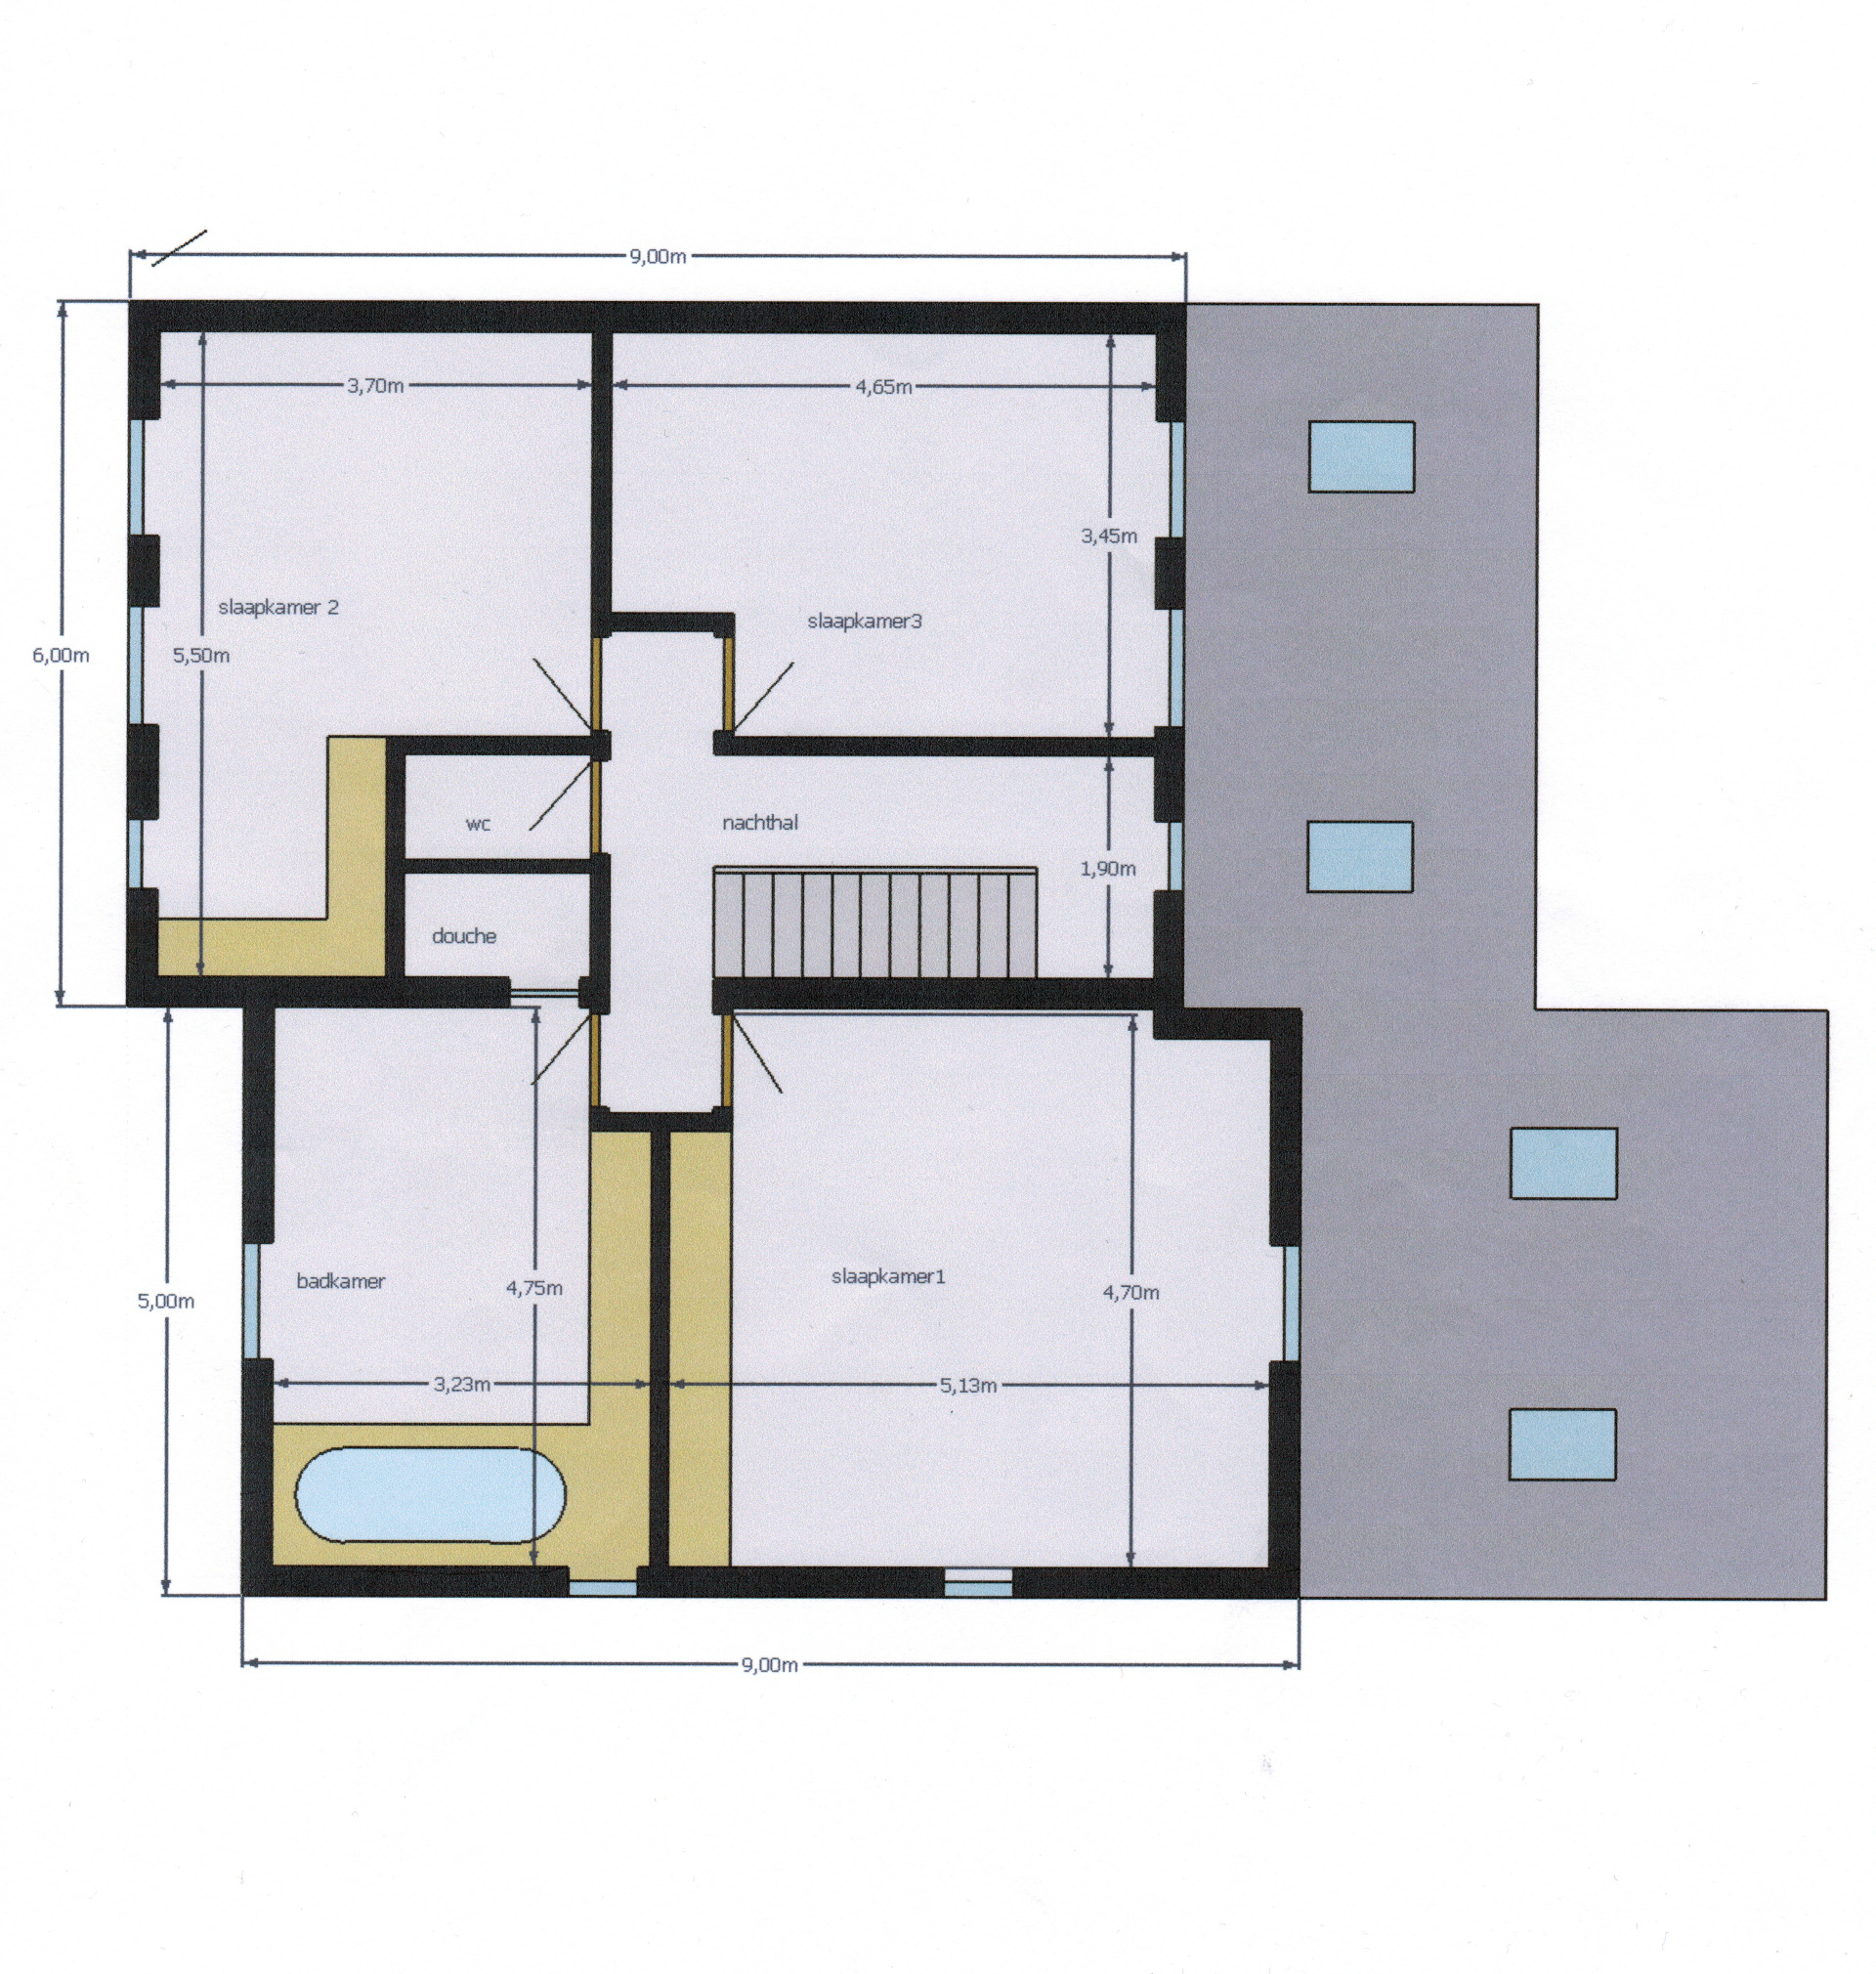 9,00m
3,70m
4,65m
3,45m
slaapkamer 2
slaapkamer3
6,00m
5,50m
wc
nachthal
1,90m
douche
badkamer
4,75m
slaapkamer1
4,70m
5,00m
3,23m
5,13m
9,00m